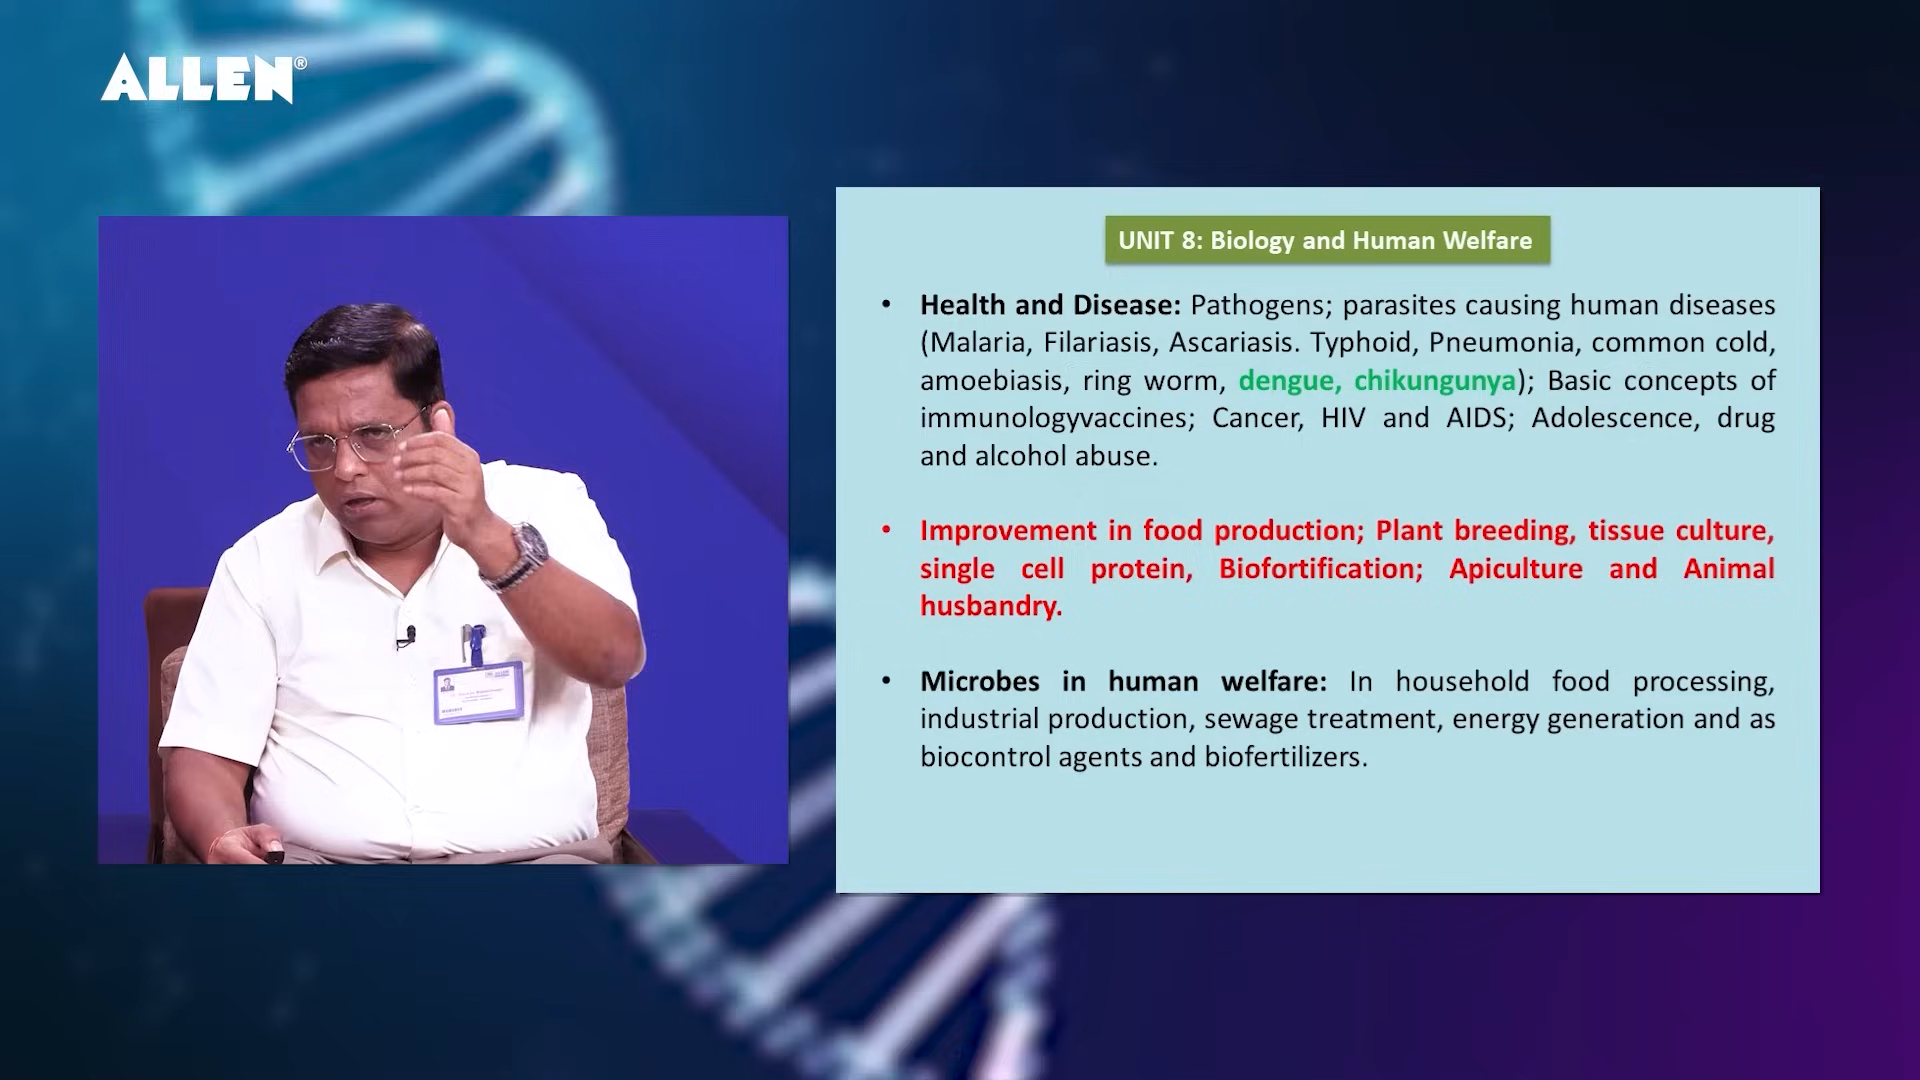 ALLEN®
UNIT 8: Biology and Human Welfare
• Health and Disease: Pathogens; parasites causing human diseases
(Malaria, Filariasis, Ascariasis. Typhoid, Pneumonia, common cold,
amoebiasis, ring worm, dengue, chikungunya); Basic concepts of
immunologyvaccines; Cancer, HIV and AIDS; Adolescence, drug
and alcohol abuse.
• Improvement in food production; Plant breeding, tissue culture,
single cell protein, Biofortification; Apiculture and Animal
husbandry.
• Microbes in human welfare: In household food processing,
industrial production, sewage treatment, energy generation and as
biocontrol agents and biofertilizers.